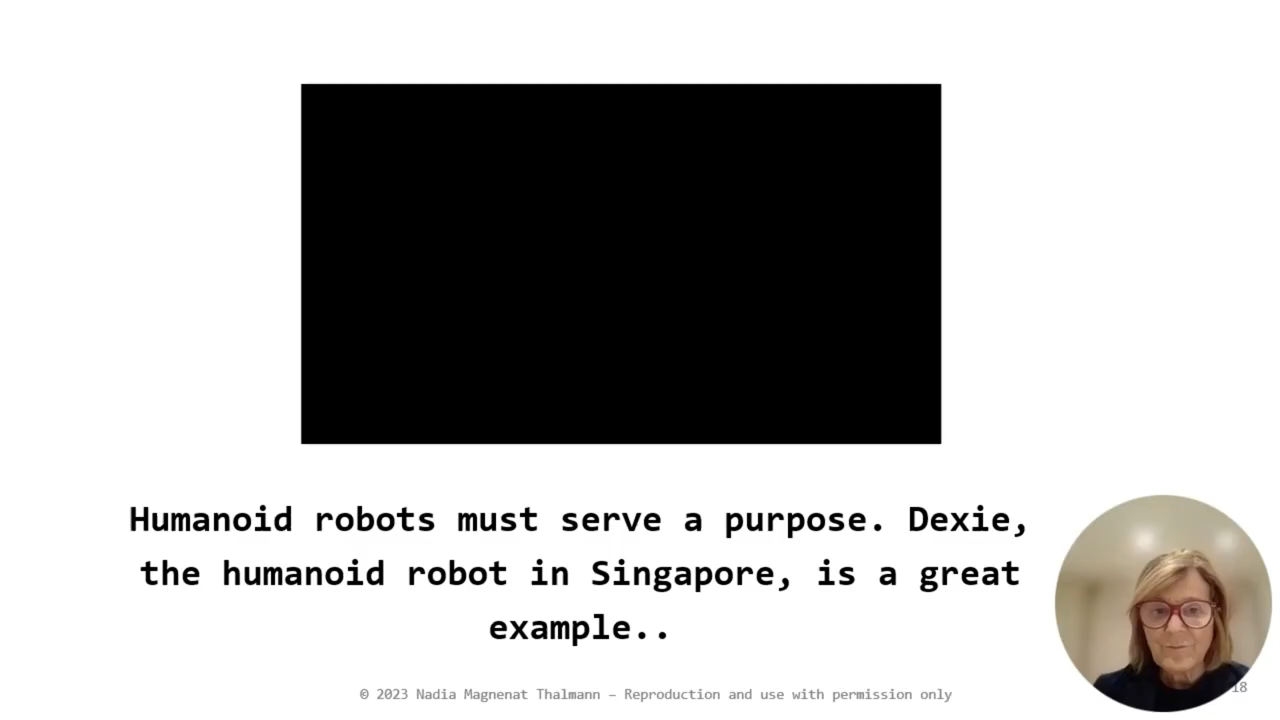 Humanoid robots must serve a purpose. Dexie,
the humanoid robot in Singapore, is a great
example..
© 2023 Nadia Magnenat Thalmann – Reproduction and use with permission only
18